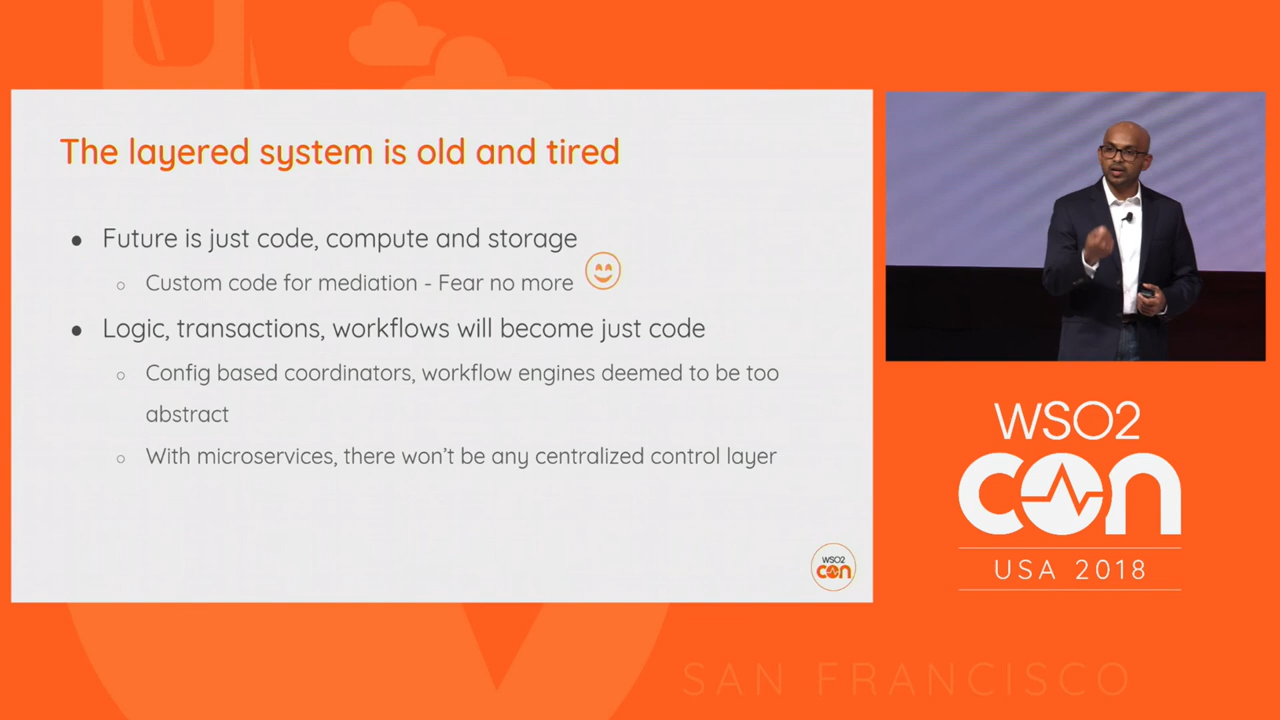 The layered system is old and tired
● Future is just code, compute and storage
○ Custom code for mediation - Fear no more
● Logic, transactions, workflows will become just code
○ Config based coordinators, workflow engines deemed to be too
abstract
○ With microservices, there won't be any centralized control layer
WSO2
con
WSO2
con
USA 2018
SAN FRANCISCO